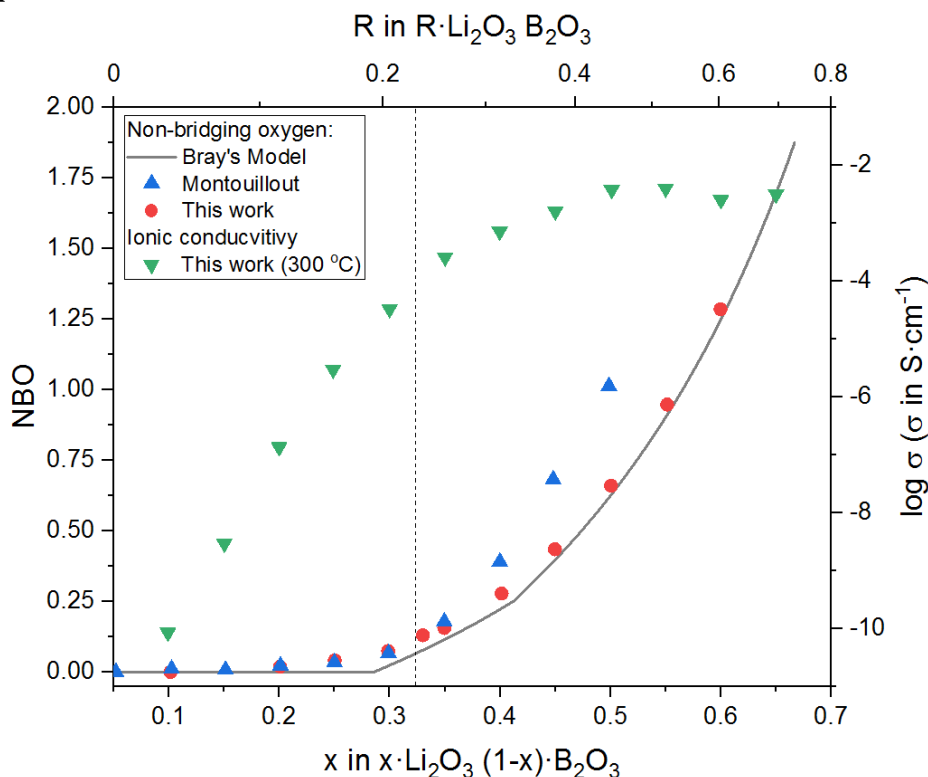 R in R·Li₂O₃ B₂O₃
0 0.2 0.4 0.6 0.8
2.00
1.75
1.50
1.25
1.00
0.75
0.50
0.25
0.00
NBO
Non-bridging oxygen:
Bray's Model
Montouillout
This work
Ionic conducvitivy
This work (300 °C)
-2
-4
-6
-8
-10
log σ (σ in S·cm⁻¹)
0.1 0.2 0.3 0.4 0.5 0.6 0.7
x in x·Li₂O₃ (1-x)·B₂O₃